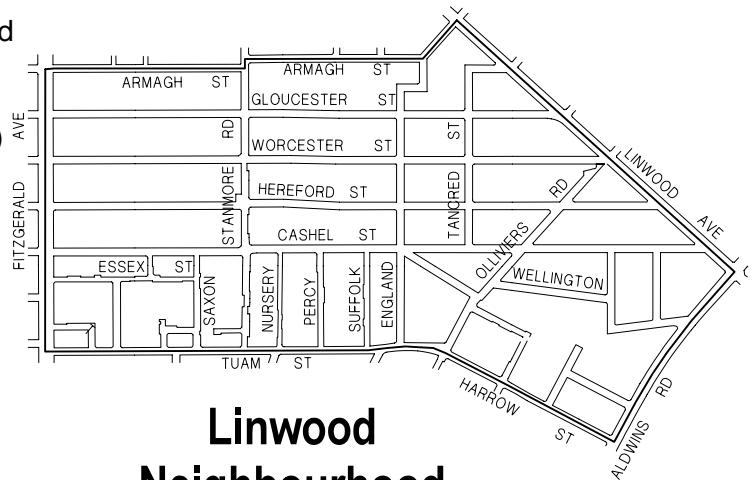 d
)
ARMAGH ST
ARMAGH ST
GLOUCESTER ST
AVE
RD
WORCESTER ST
ST
LINWOOD
FITZGERALD
STANMORE
HEREFORD ST
TANCRED
RD
AVE
CASHEL ST
OLLIVIERS
ESSEX ST
SAXON
NURSERY
PERCY
SUFFOLK
ENGLAND
WELLINGTON
TUAM ST
HARROW
ST
RD
ALDWINS
Linwood
Neighbourhood